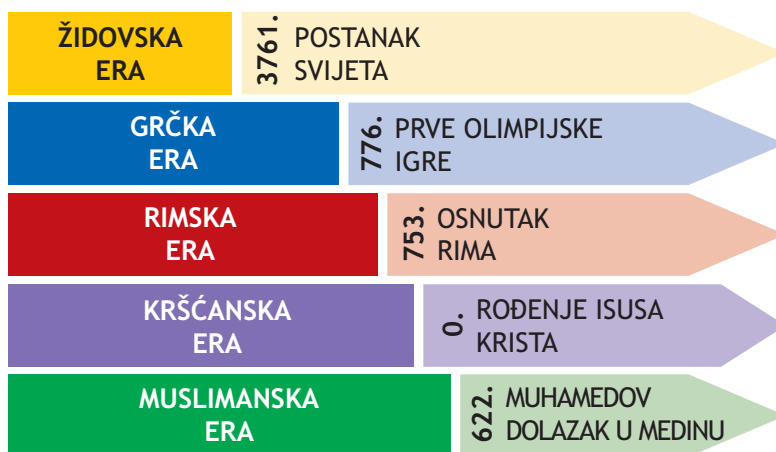 ŽIDOVSKA
ERA
3761.
POSTANAK
SVIJETA
GRČKA
ERA
776.
PRVE OLIMPIJSKE
IGRE
RIMSKA
ERA
753.
OSNUTAK
RIMA
KRŠĆANSKA
ERA
0.
ROĐENJE ISUSA
KRISTA
MUSLIMANSKA
ERA
622.
MUHAMEDOV
DOLAZAK U MEDINU